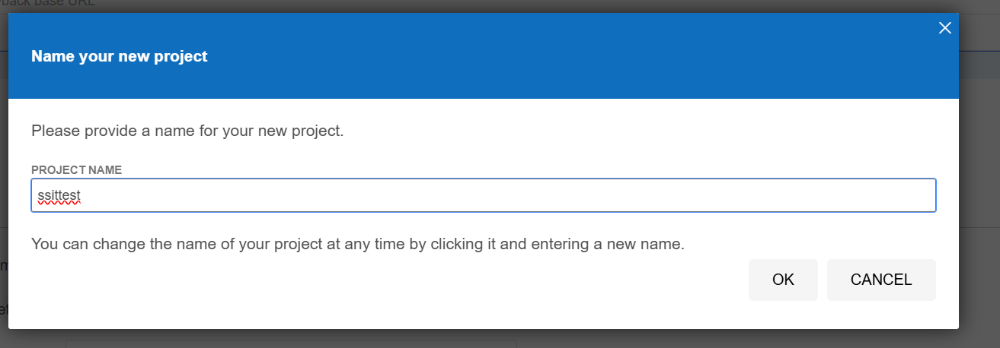 back base URL
Name your new project
Please provide a name for your new project.
PROJECT NAME
ssittest
You can change the name of your project at any time by clicking it and entering a new name.
OK
CANCEL